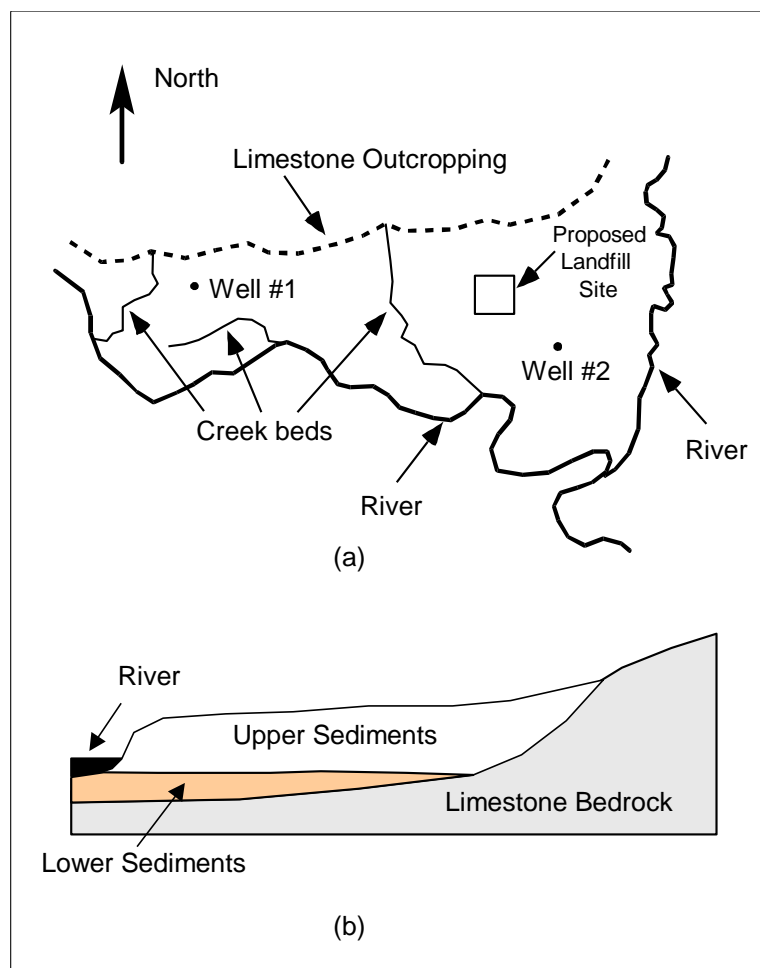 North
Limestone Outcropping
Proposed
Landfill
Site
Well #1
Well #2
Creek beds
River
River
(a)
River
Upper Sediments
Limestone Bedrock
Lower Sediments
(b)